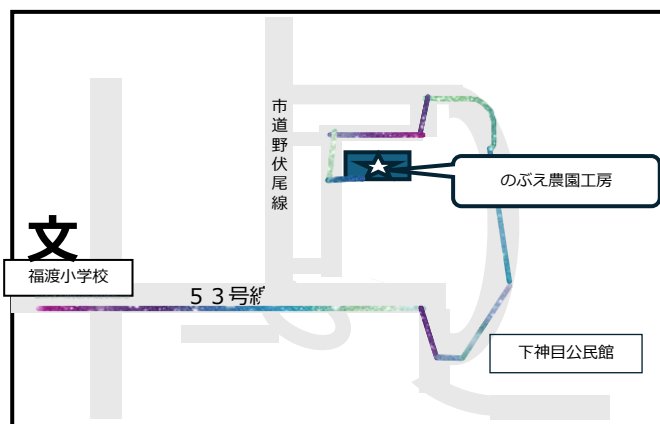 市道野伏尾線
のぶえ農園工房
文
福渡小学校
５３号線
下神目公民館